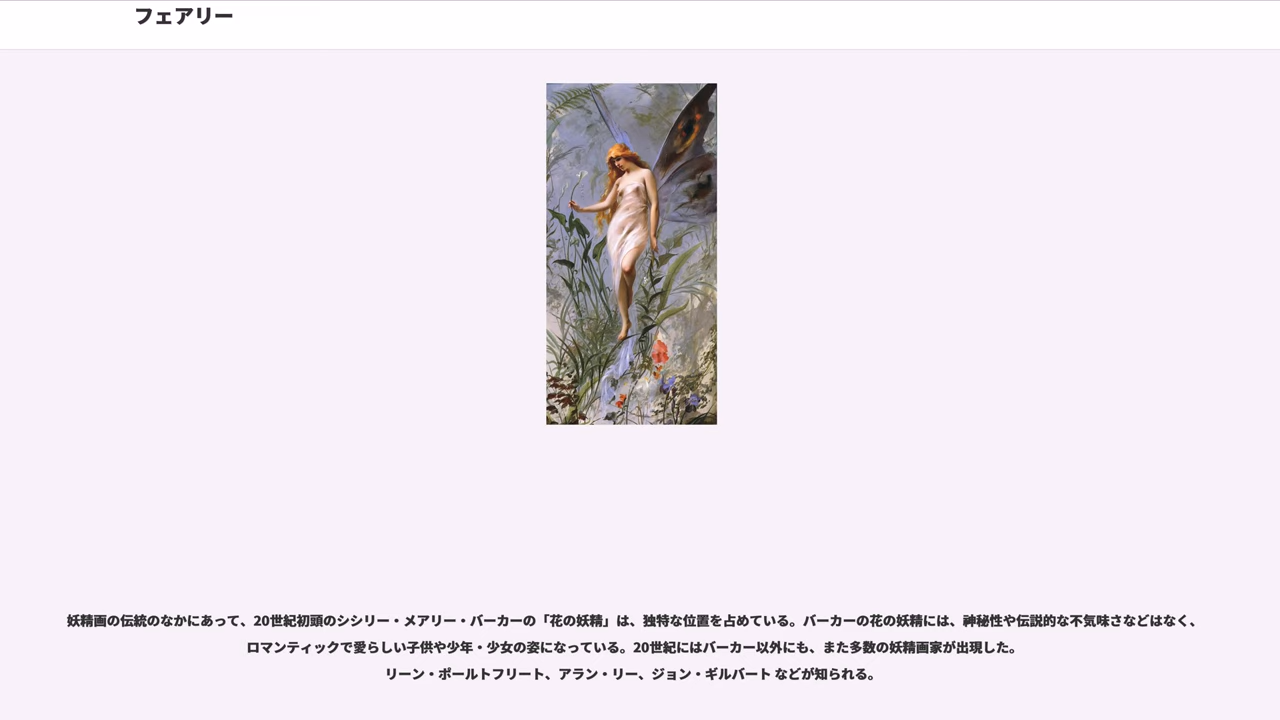 フェアリー
妖精画の伝統のなかにあって、20世紀初頭のシシリー・メアリー・バーカーの「花の妖精」は、独特な位置を占めている。バーカーの花の妖精には、神秘性や伝説的な不気味さなどはなく、
ロマンティックで愛らしい子供や少年・少女の姿になっている。20世紀にはバーカー以外にも、また多数の妖精画家が出現した。
リーン・ポールトフリート、アラン・リー、ジョン・ギルバート などが知られる。